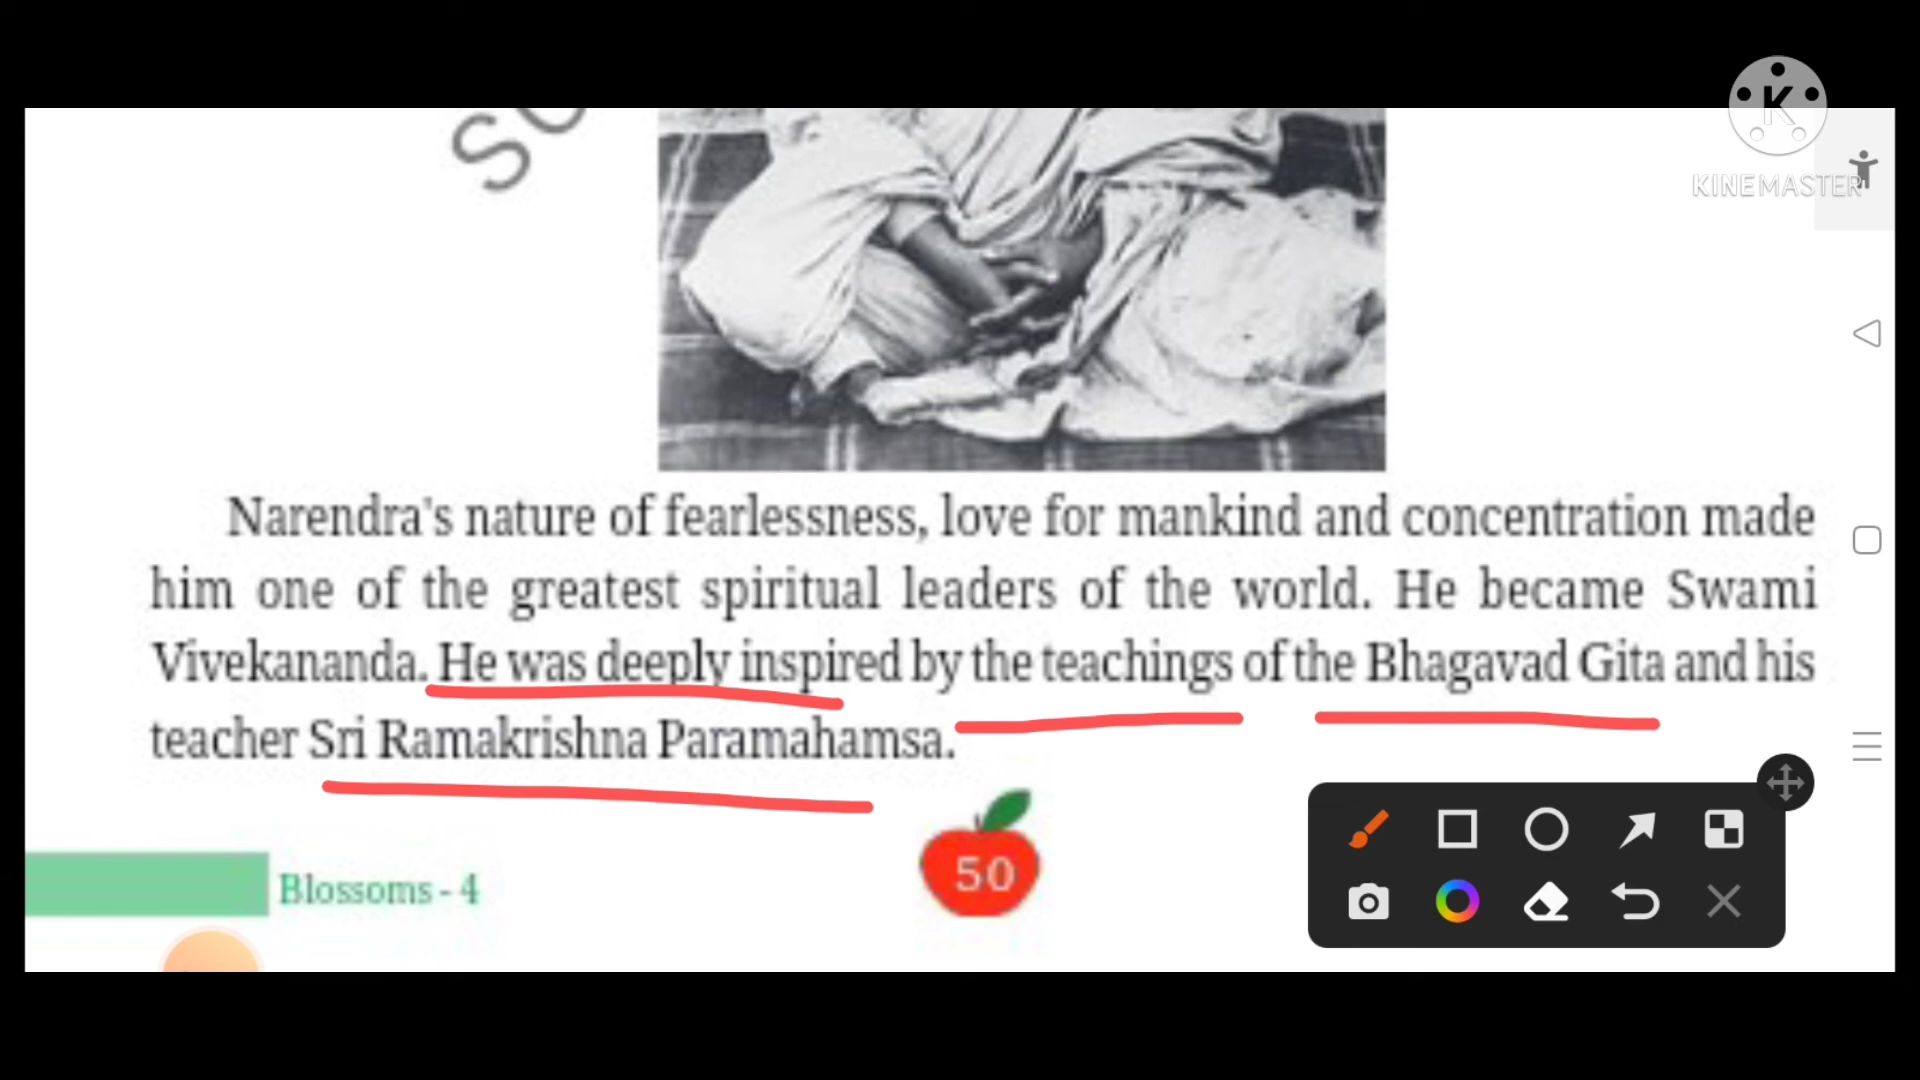 KINEMASTER
Narendra's nature of fearlessness, love for mankind and concentration made
him one of the greatest spiritual leaders of the world. He became Swami
Vivekananda. He was deeply inspired by the teachings of the Bhagavad Gita and his
teacher Sri Ramakrishna Paramahamsa.
50
Blossoms - 4